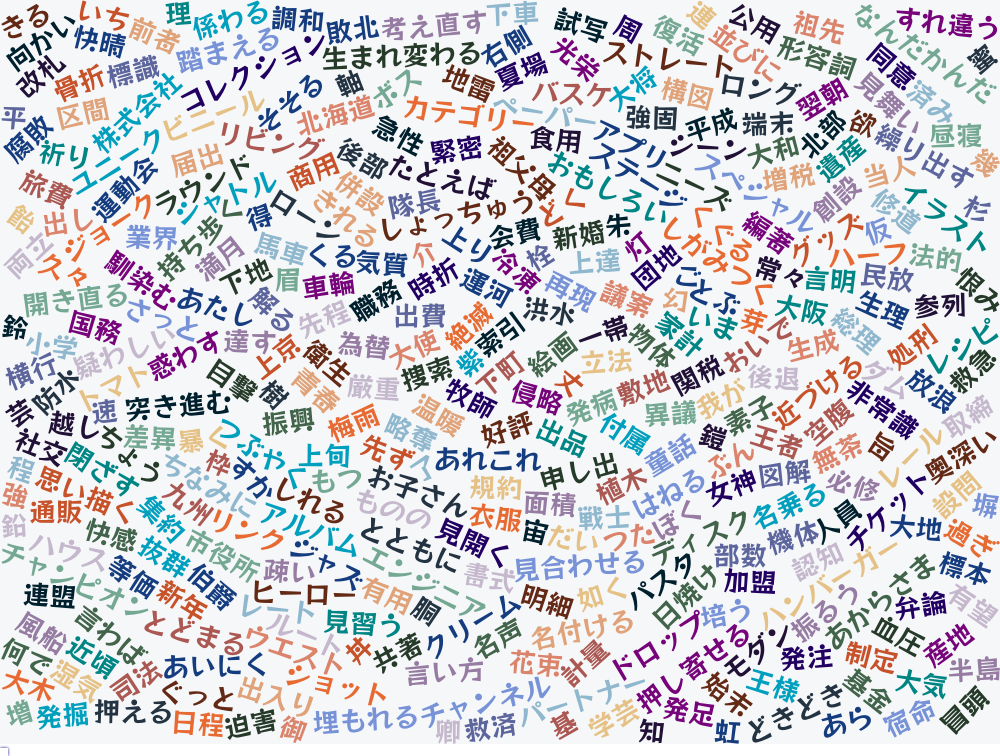 きる
いち
前者
理
係わる
調和
敗北
考え直す
下車
試写
周
復活
連
公用
並びに
祖先
形容詞
なんだかんだ
すれ違う
向かい
快晴
改札
骨折
標識
踏まえる
コレクション
生まれ変わる
右側
夏場
光栄
ストレート
同意
見舞い
済み
平
区間
株式会社
ビニール
そそる
軸
ボス
地雷
バスケ
大将
構図
ロング
翌朝
腐敗
祈り
ユニーク
リビング
北海道
カテゴリー
ペーパー
強固
平成
端末
北部
欲
繰り出す
昼寝
幾
旅費
運動会
届出
ラウンド
商用
後部
急性
緊密
食用
祖父母
アプリ
シーン
ニーズ
大和
遺産
当人
飴
出し
ジョーク
シャトル
併設
たとえば
隊長
おもしろい
ステージ
スペシャル
増税
創設
修道
イラスト
杉
両立
業界
持ち歩く
得
ローン
される
しょっちゅう
会費
新婚
朱
くぐる
しがみつく
編著
グッズ
仮
ハーフ
法的
馴染む
満月
下地
馬車
くる
気質
介
上り
冷凍
栓
上達
灯
団地
常々
言明
民放
恨み
開き直る
さっと
あたし
解る
眉
車輪
職務
時折
運河
再現
議案
幻
ことごとく
大阪
生理
参列
鈴
小学
国務
疑わしい
惑わす
達す
先程
出費
絶滅
索引
洪水
一帯
家計
いま
芽
総理
処刑
レシピ
横行
防水
トマト
上京
衛生
為替
大使
下町
絵画
物体
立法
関税
おいで
生成
近づける
ダム
放浪
救急
芸
速
突き進む
目撃
樹
青春
厳重
捜索
牧師
侵略
丈
敷地
我が
後退
非常識
取締
越し
社交
ちょう
差異
暴く
振興
梅雨
温暖
略奪
好評
出品
発病
付属
異議
素子
鎧
王者
空腹
旨
レール
奥深い
程
閉ざす
つぶやく
上旬
先ず
あれこれ
申し出
童話
ぶん
図解
無茶
強
思い描く
ちなみに
枠
すか
しれる
もつ
お子さん
規約
面積
植木
はねる
女神
必修
設問
塀
通販
九州
リンク
アルバム
ものの
衣服
宙
戦士
つたぼく
名乗る
チケット
鉛
ハウス
快感
集約
市役所
ジャズ
とともに
見開く
だい
ディスク
機体
人員
大地
過ぎ
チャンピオン
抜群
伯爵
疎い
エンジニア
書式
見合わせる
パスタ
部数
認知
ハンバーガー
標本
連盟
等価
新年
ヒーロー
有用
胴
クリーム
明細
如く
日焼け
加盟
振るう
あからさま
有望
風船
言わば
とどまる
レート
ルート
見習う
共著
名声
名付ける
ドロップ
培う
モダン
血圧
弁論
産地
何で
近頃
湿気
司法
あいにく
ウエスト
丼
言い方
花束
計量
押し寄せる
発注
制定
半島
大木
増
発掘
押える
ぐっと
日程
出入り
迫害
御
ショット
埋もれる
チャンネル
卿
救済
パートナー
基
学芸
知
発足
始末
虹
王様
どきどき
あら
基金
大気
宿命
冒頭